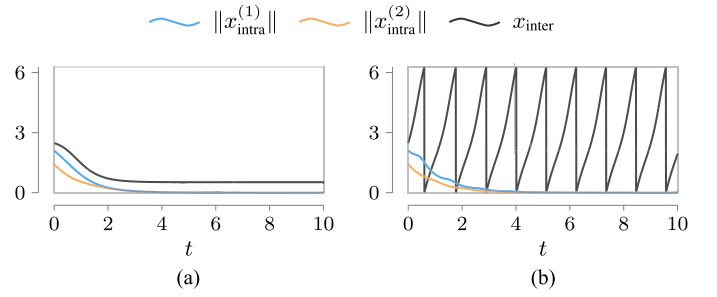 ‖x_intra^(1)‖ ‖x_intra^(2)‖ x_inter
6 6
3 3
0 0
0 2 4 6 8 10 0 2 4 6 8 10
t t
(a) (b)